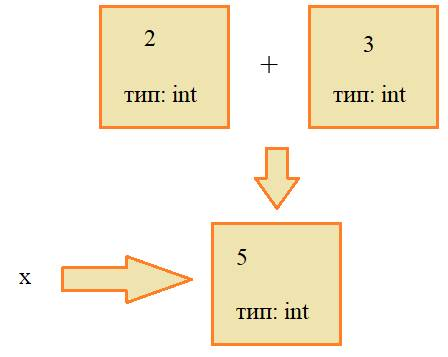 2 + 3
тип: int тип: int
5
x
тип: int